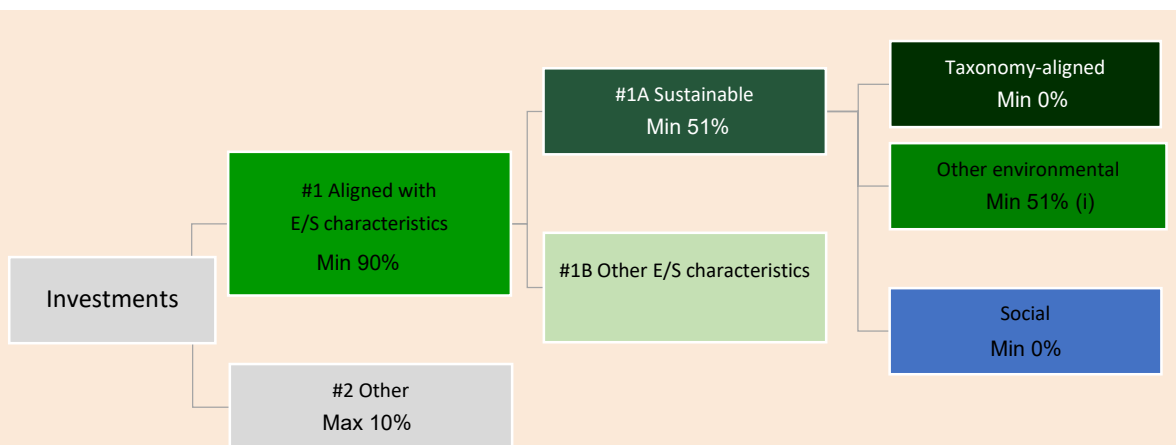 Investments
#1 Aligned with
E/S characteristics
Min 90%
#2 Other
Max 10%
#1A Sustainable
Min 51%
#1B Other E/S characteristics
Taxonomy-aligned
Min 0%
Other environmental
Min 51% (i)
Social
Min 0%